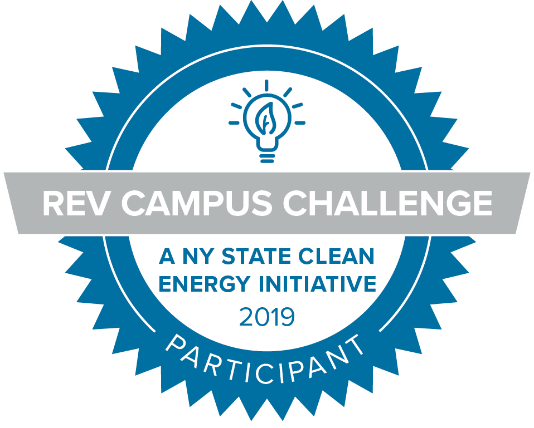 REV CAMPUS CHALLENGE
A NY STATE CLEAN
ENERGY INITIATIVE
2019
PARTICIPANT